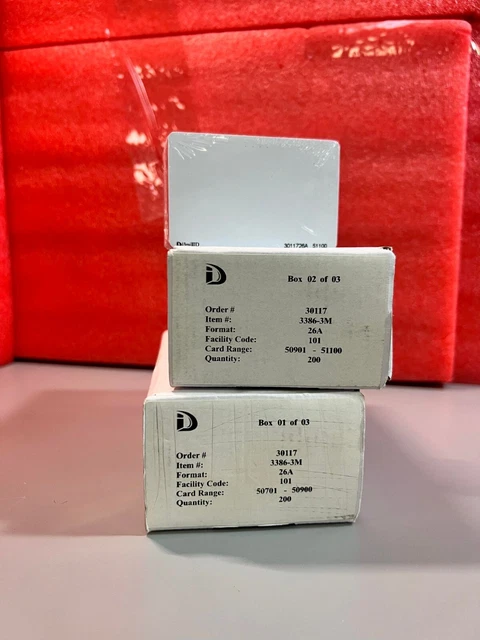 3011726A 51100
Box 02 of 03
Order # 30117
Item #: 3386-3M
Format: 26A
Facility Code: 101
Card Range: 50901 - 51100
Quantity: 200
Box 01 of 03
Order # 30117
Item #: 3386-3M
Format: 26A
Facility Code: 101
Card Range: 50701 - 50900
Quantity: 200